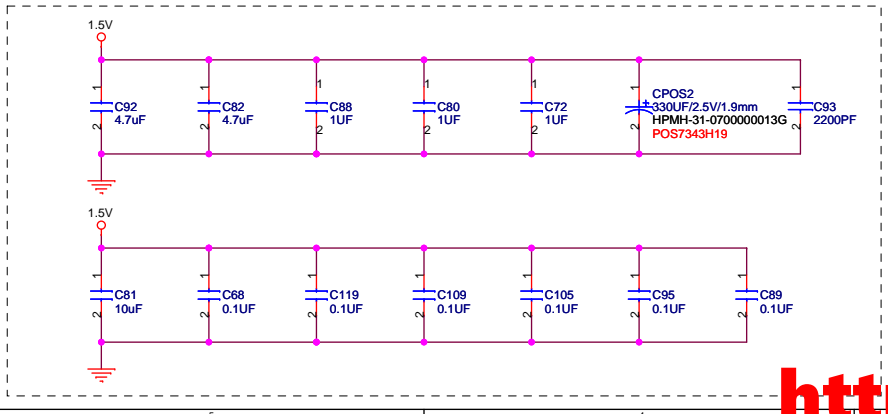 1.5V
1
2
C92
4.7uF
1
2
C82
4.7uF
1
2
C88
1UF
1
2
C80
1UF
1
2
C72
1UF
1
2
+
CPOS2
330UF/2.5V/1.9mm
HPMH-31-0700000013G
POS7343H19
1
2
C93
2200PF
1.5V
1
2
C81
10uF
1
2
C68
0.1UF
1
2
C119
0.1UF
1
2
C109
0.1UF
1
2
C105
0.1UF
1
2
C95
0.1UF
1
2
C89
0.1UF